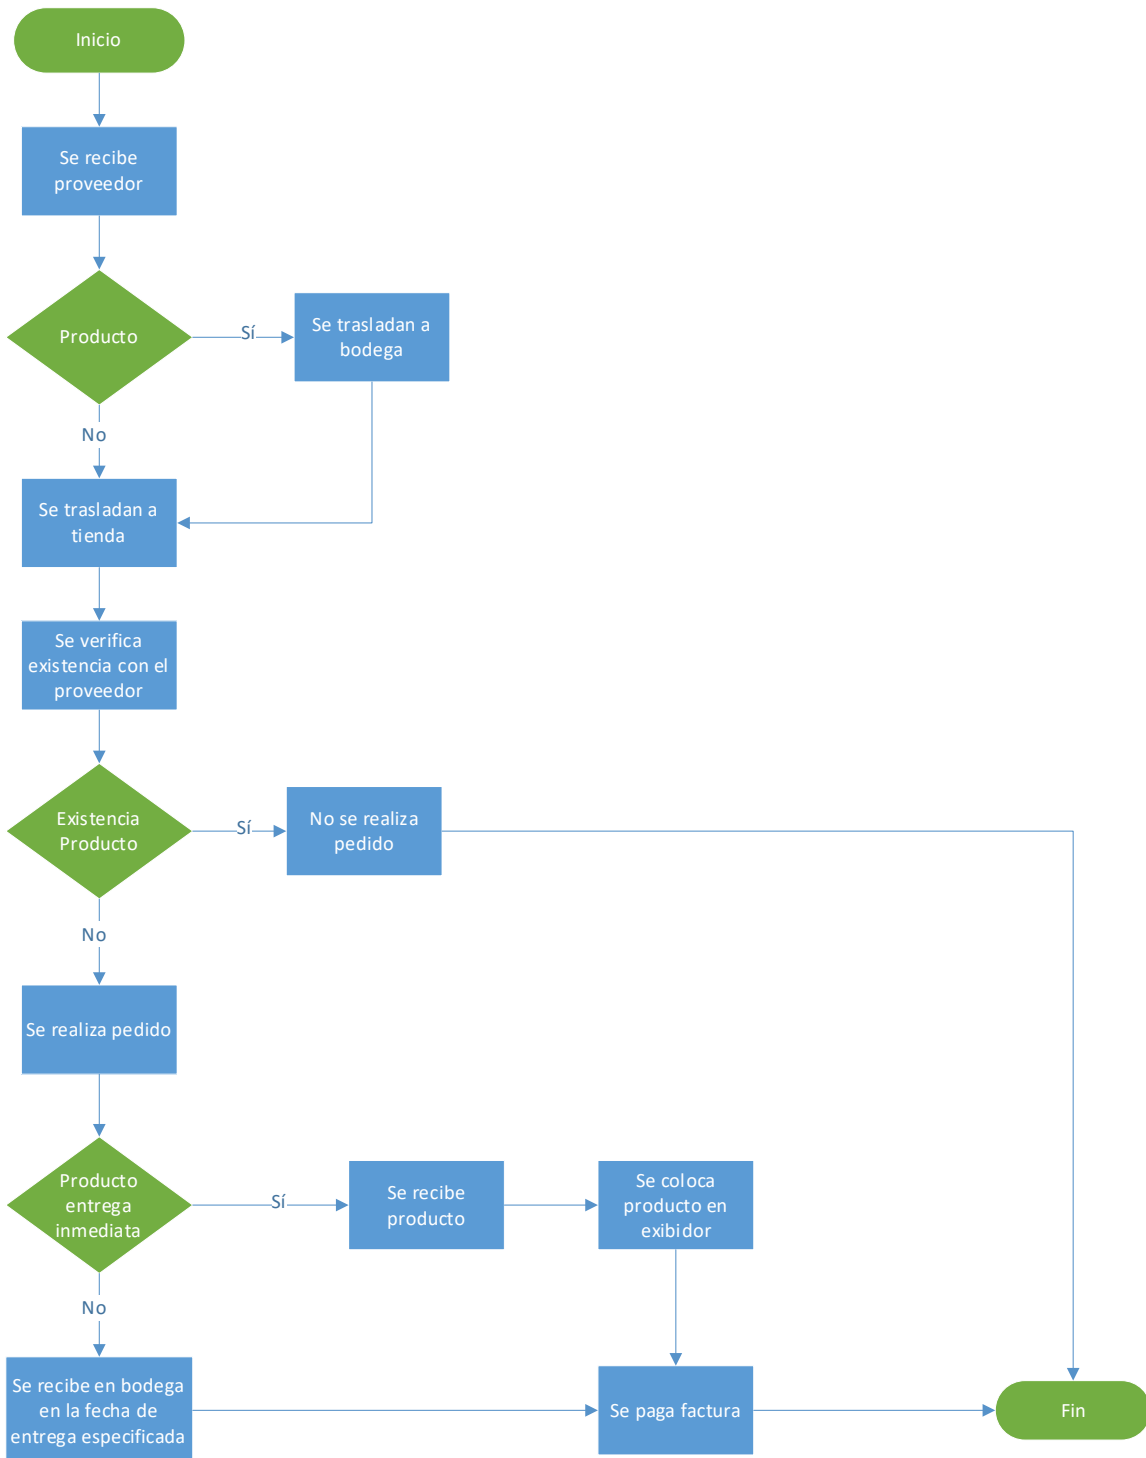 Inicio
Se recibe
proveedor
Producto
Sí
Se trasladan a
bodega
No
Se trasladan a
tienda
Se verifica
existencia con el
proveedor
Existencia
Producto
Sí
No se realiza
pedido
No
Se realiza pedido
Producto
entrega
inmediata
Sí
Se recibe
producto
Se coloca
producto en
exibidor
No
Se recibe en bodega
en la fecha de
entrega especificada
Se paga factura
Fin